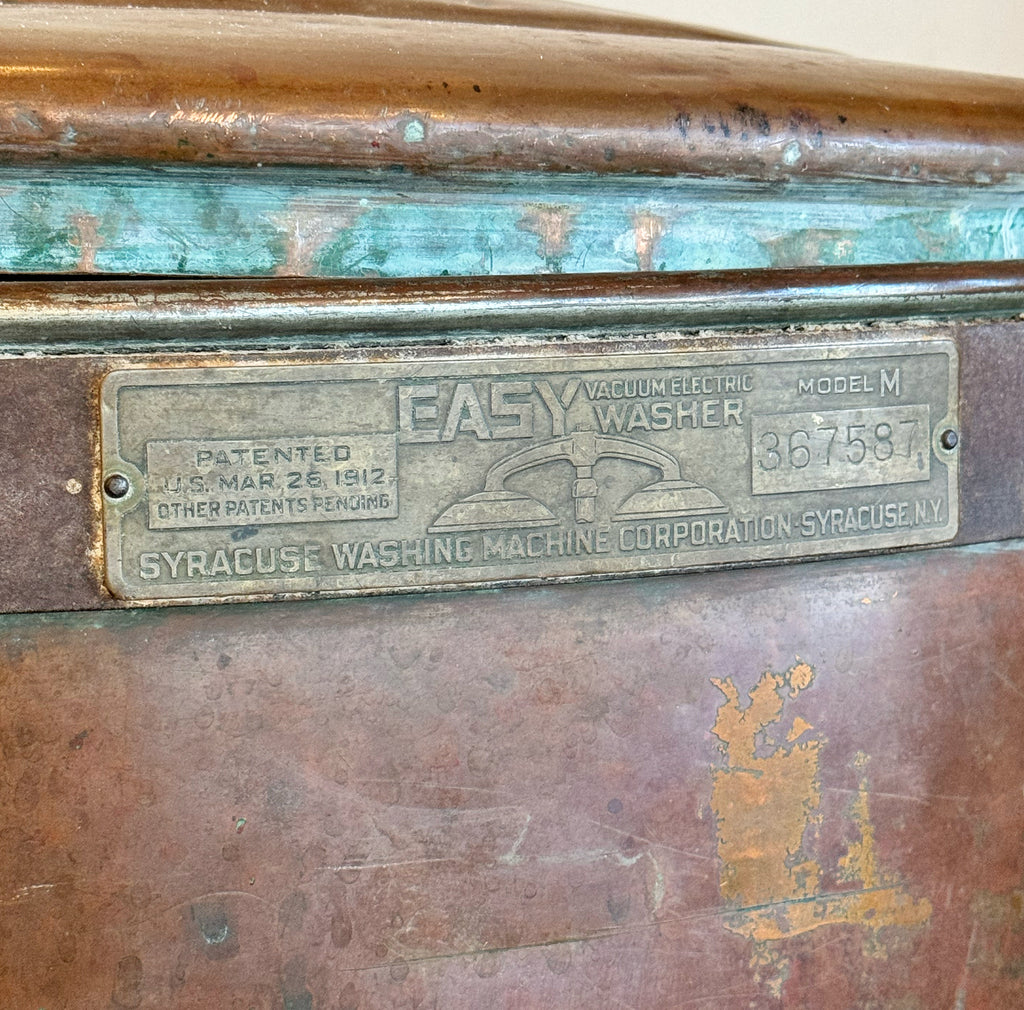 EASY VACUUM ELECTRIC WASHER
MODEL M
367587
PATENTED
U.S. MAR. 26, 1912
OTHER PATENTS PENDING
SYRACUSE WASHING MACHINE CORPORATION-SYRACUSE, N.Y.